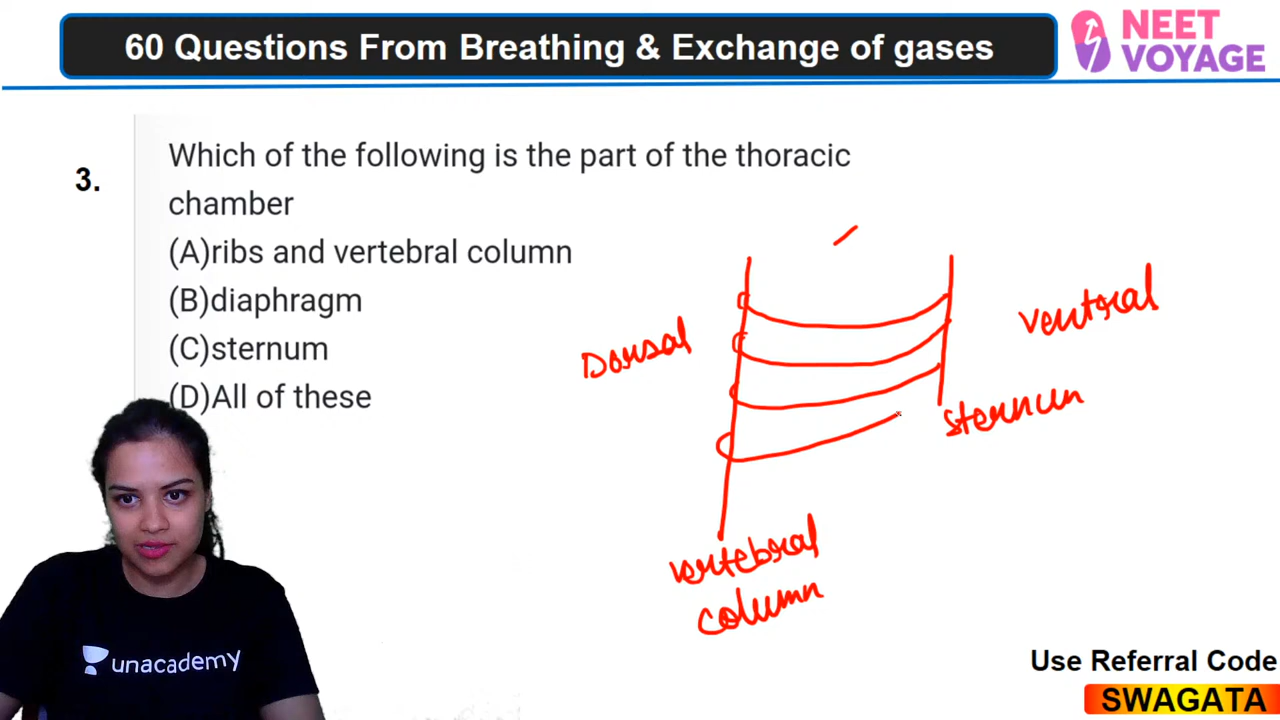 60 Questions From Breathing & Exchange of gases
NEET
VOYAGE
3.
Which of the following is the part of the thoracic
chamber
(A)ribs and vertebral column
(B)diaphragm
(C)sternum
(D)All of these
Dorsal
ventral
sternum
vertebral
column
unacademy
Use Referral Code
SWAGATA